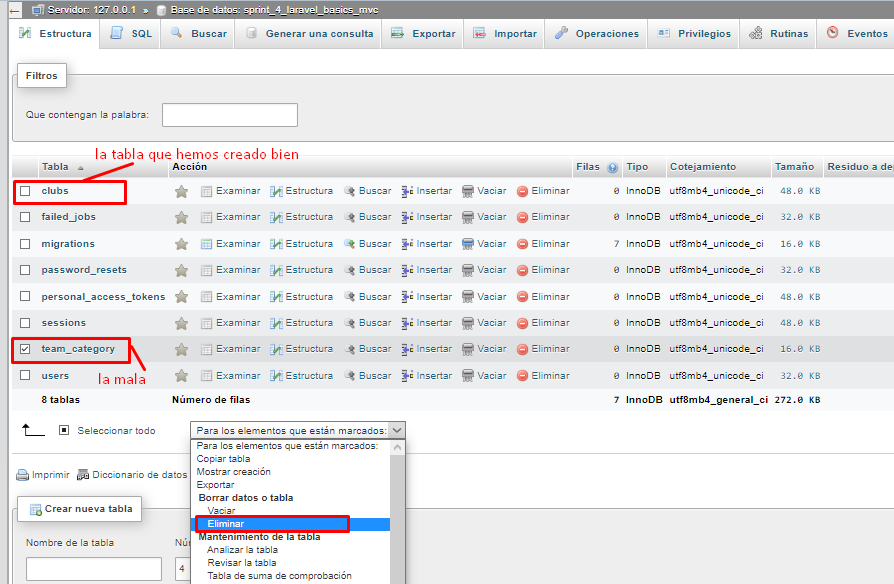 Servidor: 127.0.0.1 » Base de datos: sprint_4_laravel_basics_mvc
Estructura SQL Buscar Generar una consulta Exportar Importar Operaciones Privilegios Rutinas Eventos
Filtros
Que contengan la palabra:
la tabla que hemos creado bien
Tabla Acción Filas Tipo Cotejamiento Tamaño Residuo a de
clubs Examinar Estructura Buscar Insertar Vaciar Eliminar 0 InnoDB utf8mb4_unicode_ci 48.0 KB
failed_jobs Examinar Estructura Buscar Insertar Vaciar Eliminar 0 InnoDB utf8mb4_unicode_ci 32.0 KB
migrations Examinar Estructura Buscar Insertar Vaciar Eliminar 7 InnoDB utf8mb4_unicode_ci 16.0 KB
password_resets Examinar Estructura Buscar Insertar Vaciar Eliminar 0 InnoDB utf8mb4_unicode_ci 32.0 KB
personal_access_tokens Examinar Estructura Buscar Insertar Vaciar Eliminar 0 InnoDB utf8mb4_unicode_ci 48.0 KB
sessions Examinar Estructura Buscar Insertar Vaciar Eliminar 0 InnoDB utf8mb4_unicode_ci 48.0 KB
team_category Examinar Estructura Buscar Insertar Vaciar Eliminar 0 InnoDB utf8mb4_unicode_ci 16.0 KB
users Examinar Estructura Buscar Insertar Vaciar Eliminar 0 InnoDB utf8mb4_unicode_ci 32.0 KB
la mala
8 tablas Número de filas 7 InnoDB utf8mb4_general_ci 272.0 KB
Seleccionar todo Para los elementos que están marcados:
Para los elementos que están marcados:
Copiar tabla
Mostrar creación
Imprimir Diccionario de datos
Exportar
Borrar datos o tabla
Crear nueva tabla
Vaciar
Eliminar
Mantenimiento de la tabla
Nombre de la tabla Nú
Analizar la tabla
Revisar la tabla
4
Tabla de suma de comprobación